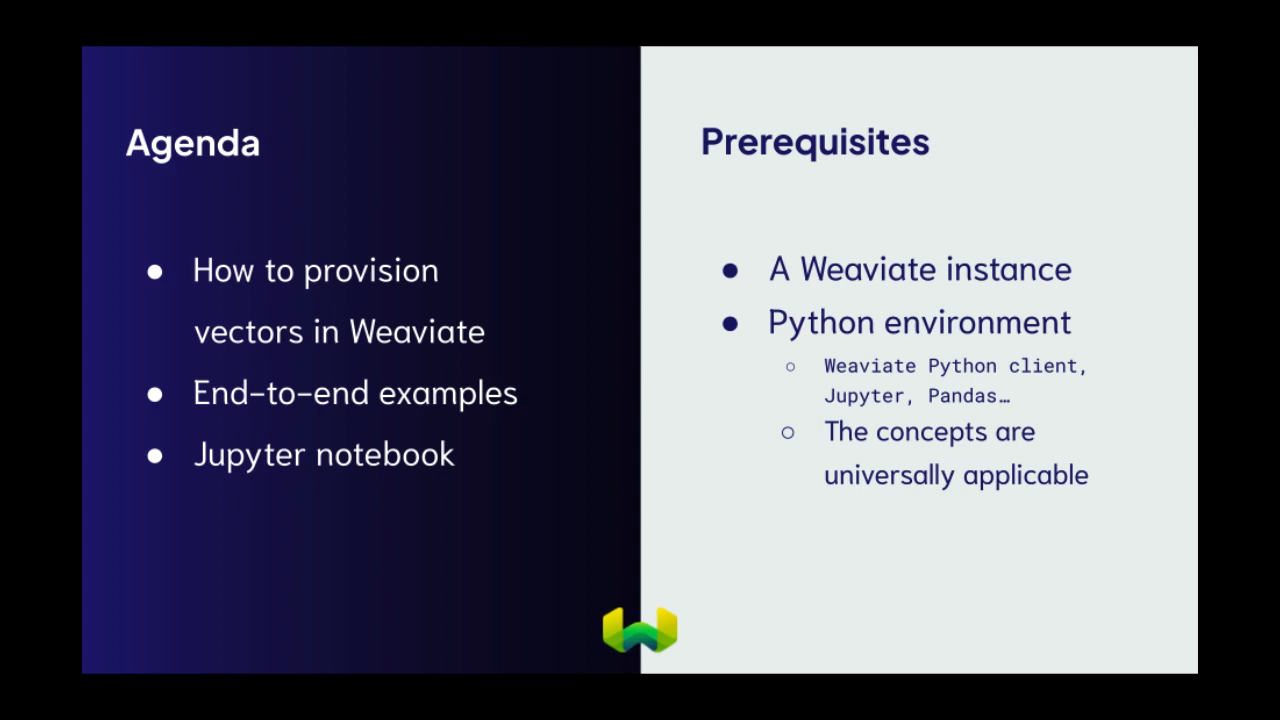 Agenda
● How to provision
vectors in Weaviate
● End-to-end examples
● Jupyter notebook
Prerequisites
● A Weaviate instance
● Python environment
○ Weaviate Python client,
Jupyter, Pandas…
○ The concepts are
universally applicable